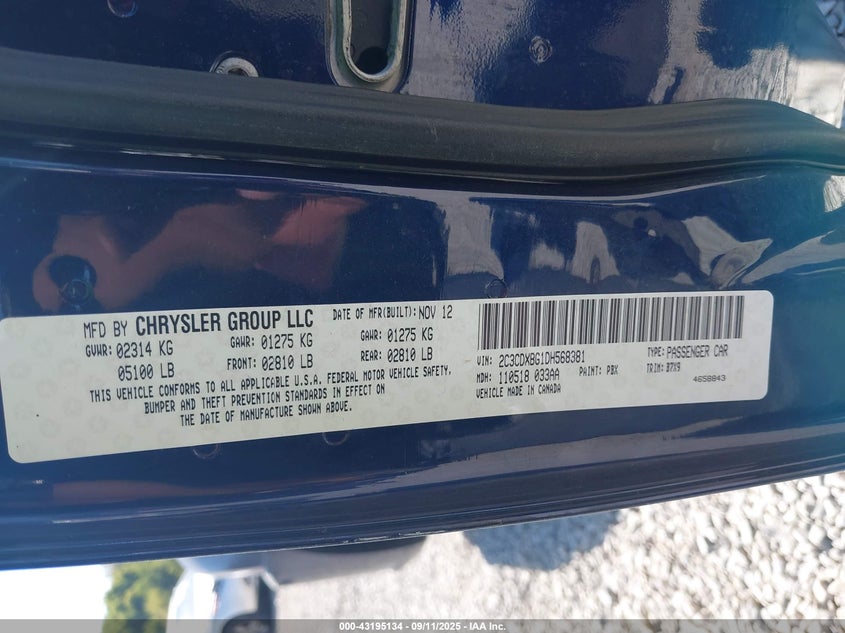 MFD BY CHRYSLER GROUP LLC
DATE OF MFR(BUILT): NOV 12
GVWR: 02314 KG
GAWR: 01275 KG
GAWR: 01275 KG
05100 LB
FRONT: 02810 LB
REAR: 02810 LB
THIS VEHICLE CONFORMS TO ALL APPLICABLE U.S.A. FEDERAL MOTOR VEHICLE SAFETY,
BUMPER AND THEFT PREVENTION STANDARDS IN EFFECT ON
THE DATE OF MANUFACTURE SHOWN ABOVE.
VIN: 2C3CDXBG1DH568381
TYPE: PASSENGER CAR
MDH: 110518 033AA
PAINT: PBX
TRIM: B7X9
VEHICLE MADE IN CANADA
4658843
000-43195134 - 09/11/2025 - IAA Inc.